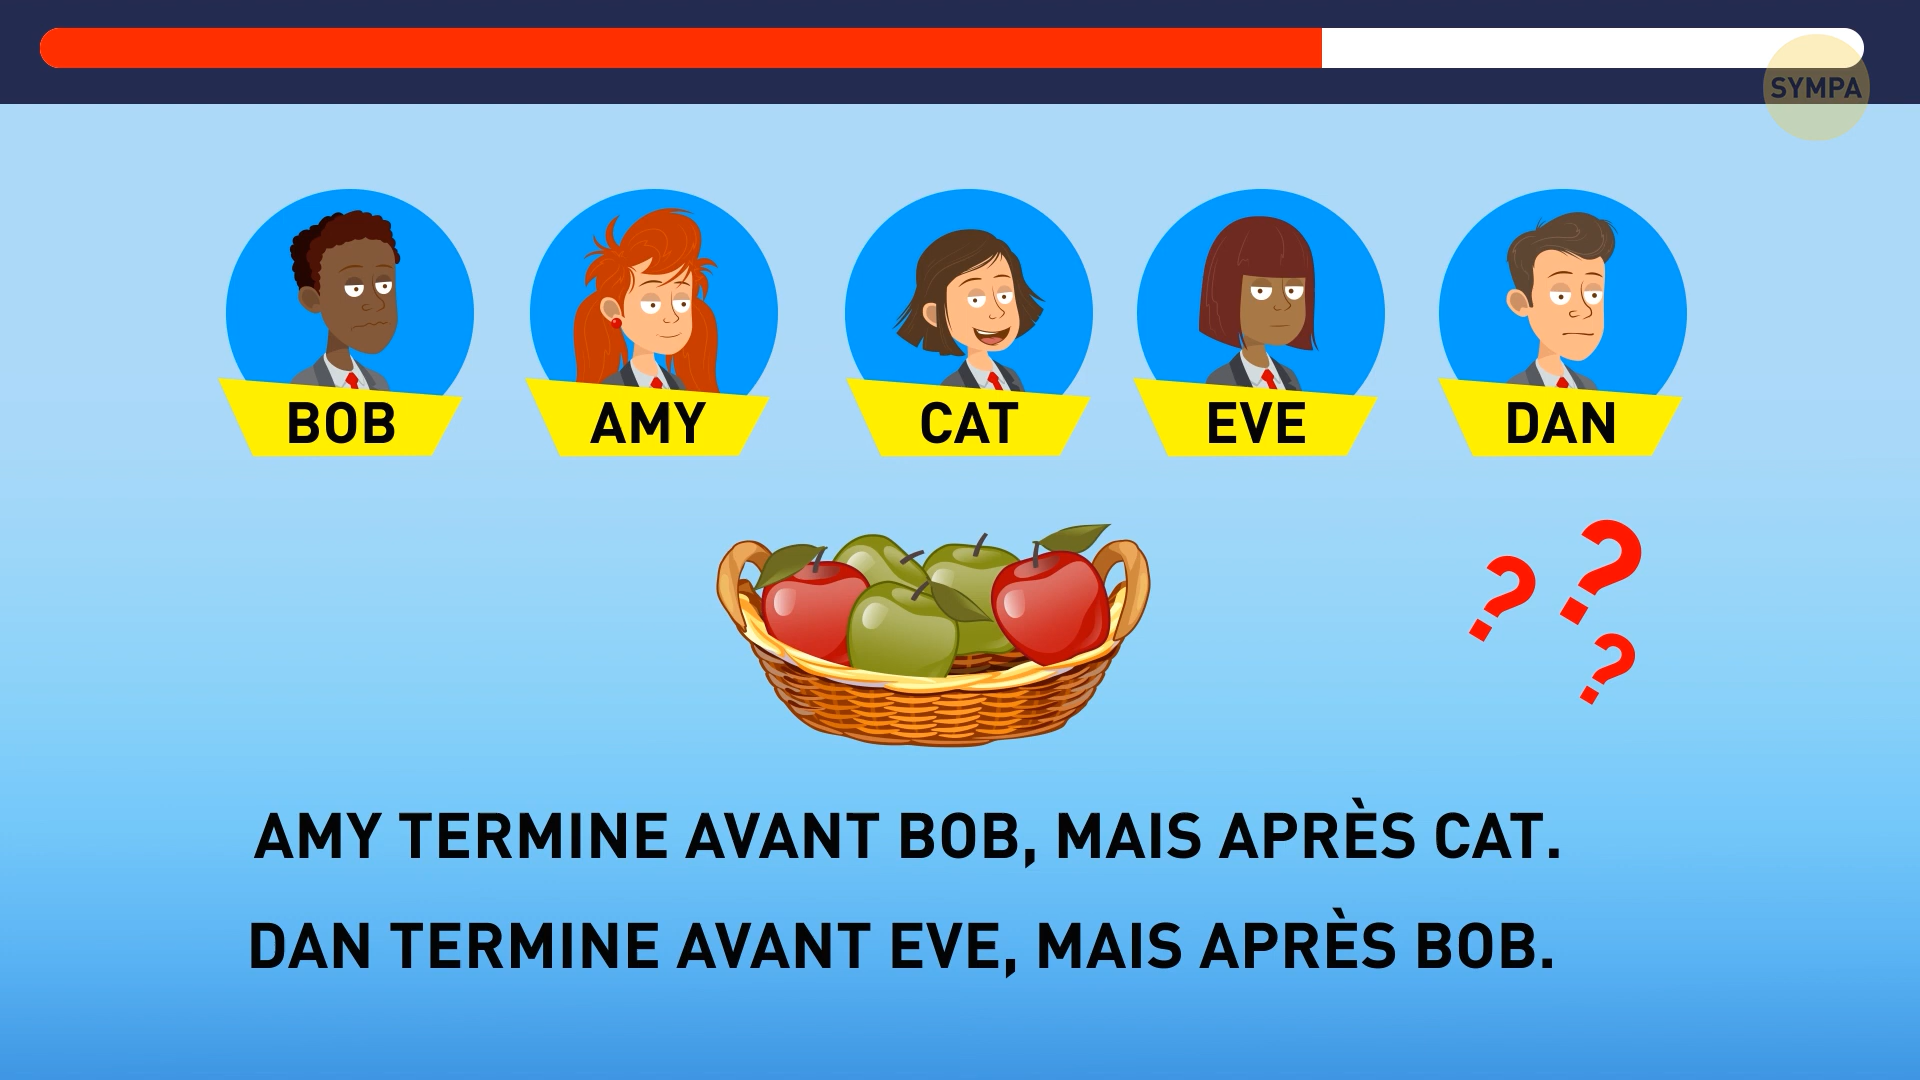 SYMPA
BOB AMY CAT EVE DAN
? ? ?
AMY TERMINE AVANT BOB, MAIS APRÈS CAT.
DAN TERMINE AVANT EVE, MAIS APRÈS BOB.